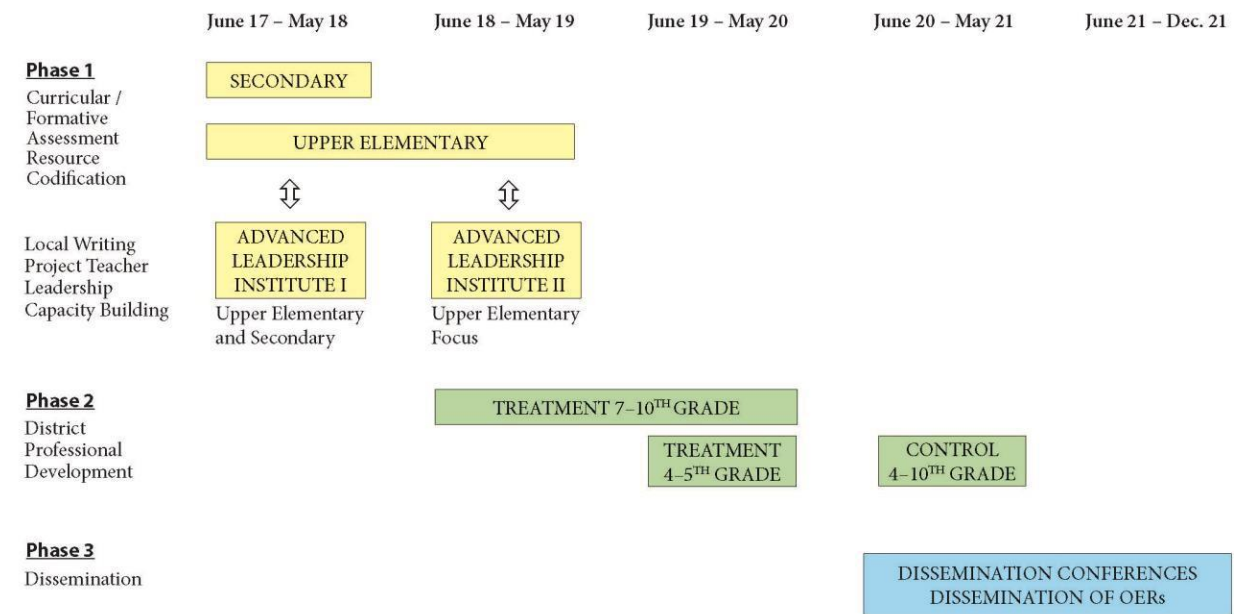 June 17 – May 18 June 18 – May 19 June 19 – May 20 June 20 – May 21 June 21 – Dec. 21
Phase 1
Curricular /
Formative
Assessment
Resource
Codification
SECONDARY
UPPER ELEMENTARY
Local Writing
Project Teacher
Leadership
Capacity Building
ADVANCED
LEADERSHIP
INSTITUTE I
Upper Elementary
and Secondary
ADVANCED
LEADERSHIP
INSTITUTE II
Upper Elementary
Focus
Phase 2
District
Professional
Development
TREATMENT 7–10TH GRADE
TREATMENT
4–5TH GRADE
CONTROL
4–10TH GRADE
Phase 3
Dissemination
DISSEMINATION CONFERENCES
DISSEMINATION OF OERs